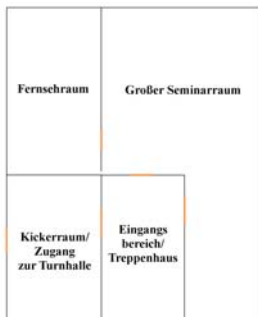 Fernsehraum
Großer Seminarraum
Kickerraum/
Zugang
zur Turnhalle
Eingangs
bereich/
Treppenhaus